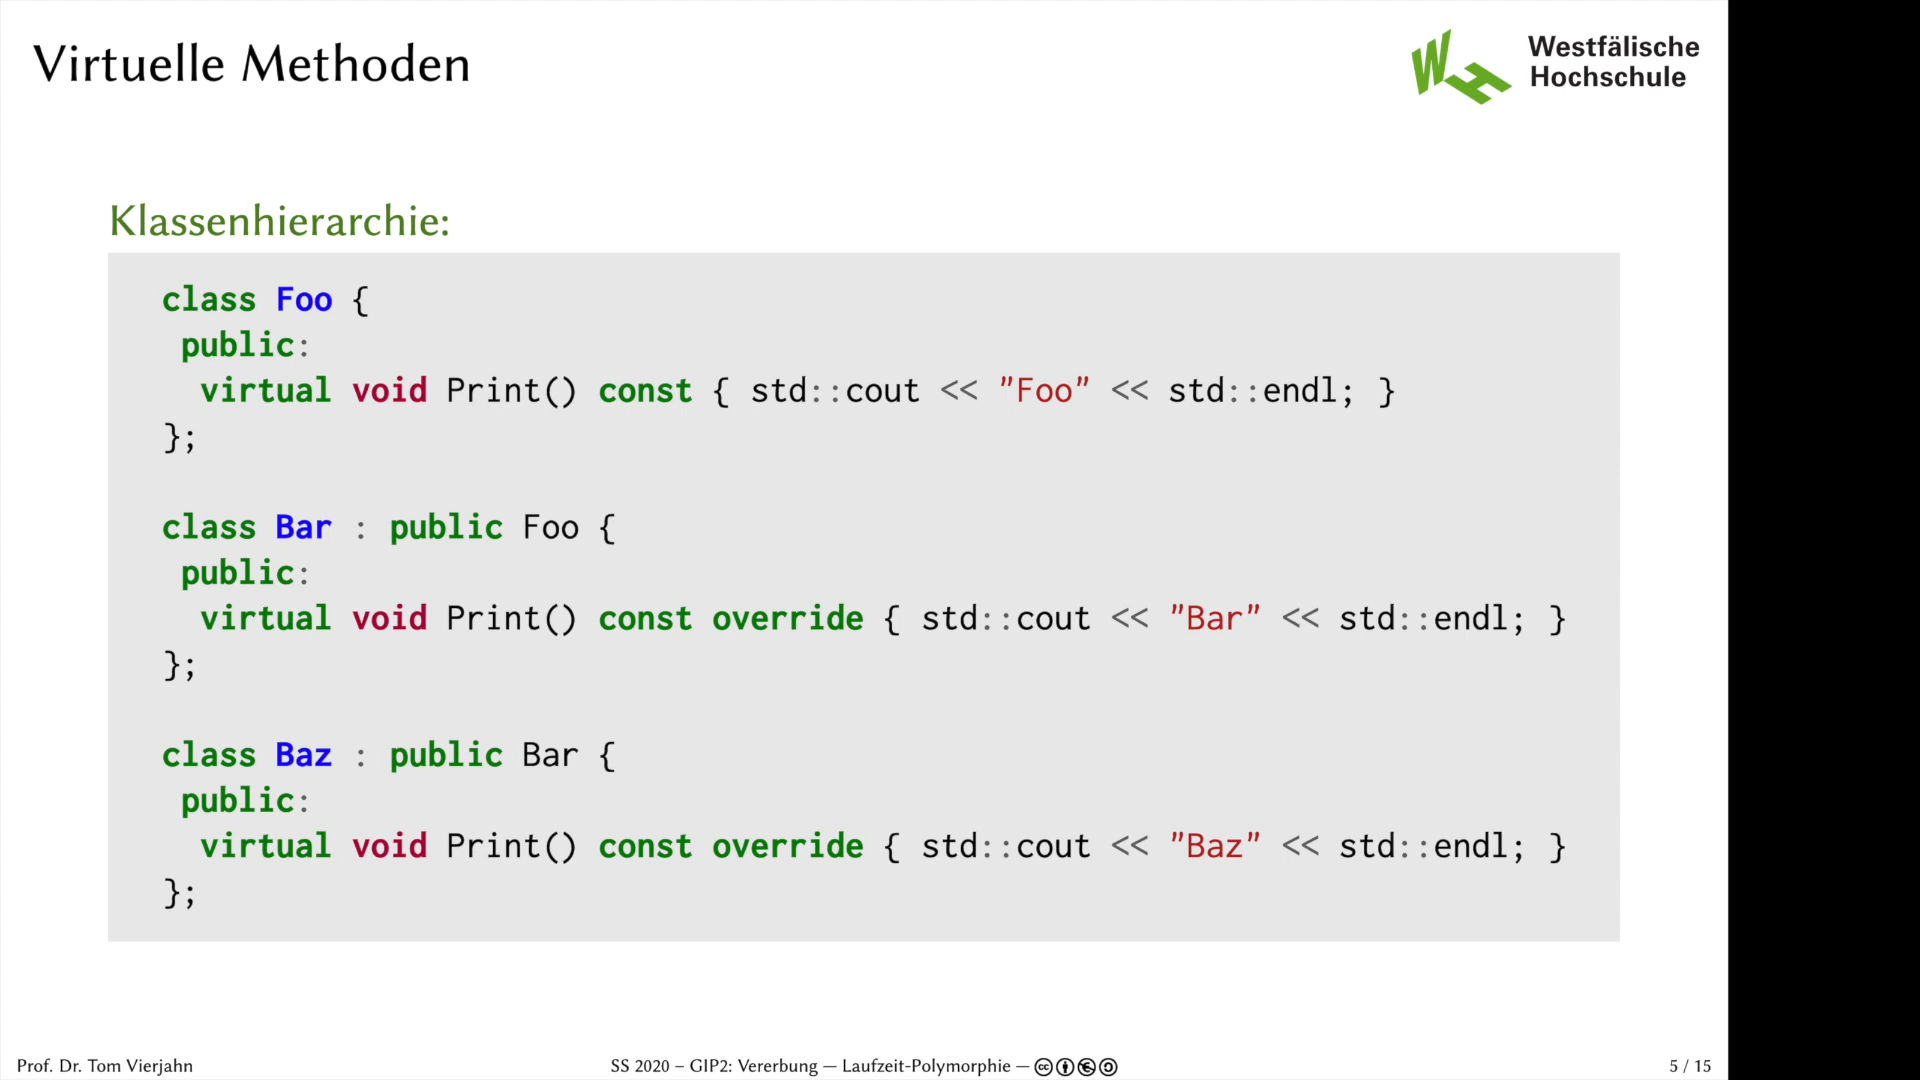 Virtuelle Methoden
Westfälische
Hochschule
Klassenhierarchie:
class Foo {
 public:
  virtual void Print() const { std::cout << "Foo" << std::endl; }
};
class Bar : public Foo {
 public:
  virtual void Print() const override { std::cout << "Bar" << std::endl; }
};
class Baz : public Bar {
 public:
  virtual void Print() const override { std::cout << "Baz" << std::endl; }
};
Prof. Dr. Tom Vierjahn
SS 2020 – GIP2: Vererbung — Laufzeit-Polymorphie —
5 / 15